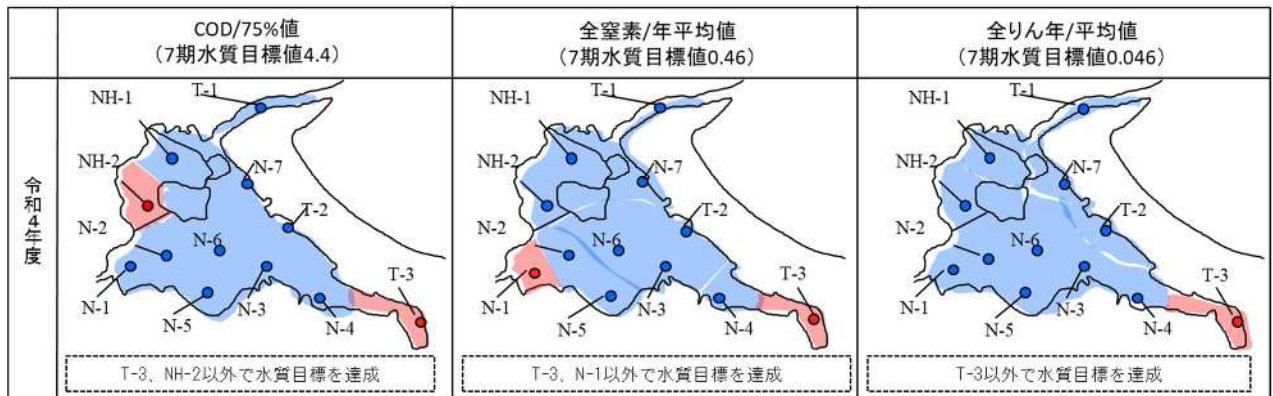 COD/75%値
(7期水質目標値4.4)
全窒素/年平均値
(7期水質目標値0.46)
全りん年/平均値
(7期水質目標値0.046)
令和4年度
T-1
NH-1
NH-2
N-7
N-2
T-2
N-6
T-3
N-1
N-5
N-3
N-4
T-3、NH-2以外で水質目標を達成
T-1
NH-1
NH-2
N-7
N-2
T-2
N-6
T-3
N-1
N-5
N-3
N-4
T-3、N-1以外で水質目標を達成
T-1
NH-1
NH-2
N-7
N-2
T-2
N-6
T-3
N-1
N-5
N-3
N-4
T-3以外で水質目標を達成